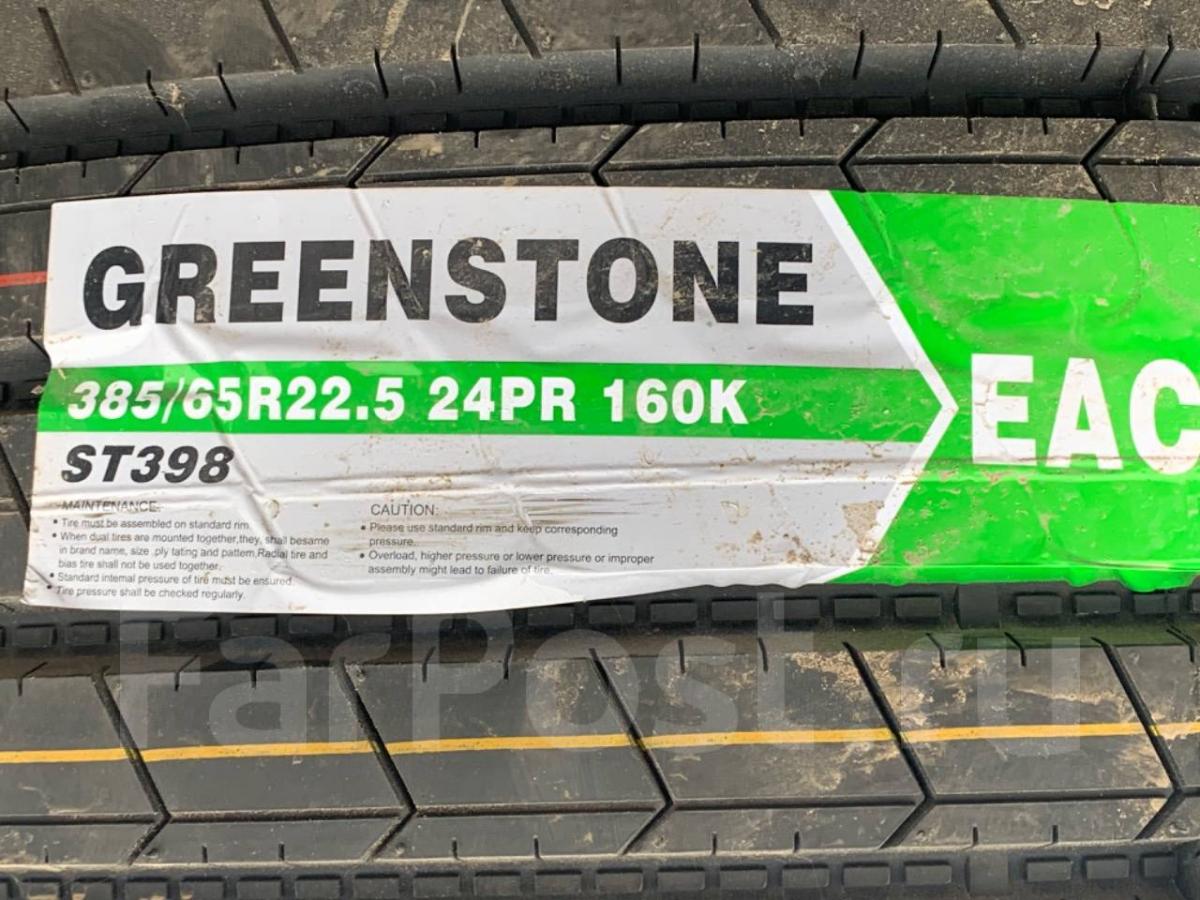 GREENSTONE
385/65R22.5 24PR 160K
EAC
ST398
MAINTENANCE:
• Tire must be assembled on standard rim
• When dual tires are mounted together,they, shall besame
in brand name, size ,ply tating and pattem,Radial tire and
bias tire shall not be used together.
• Standard intemal pressure of tire must be ensured.
• Tire pressure shall be checked regularly.
CAUTION:
• Please use standard rim and keep corresponding
pressure.
• Overload, higher pressure or lower pressure or improper
assembly might lead to failure of tire.
FarPost.ru